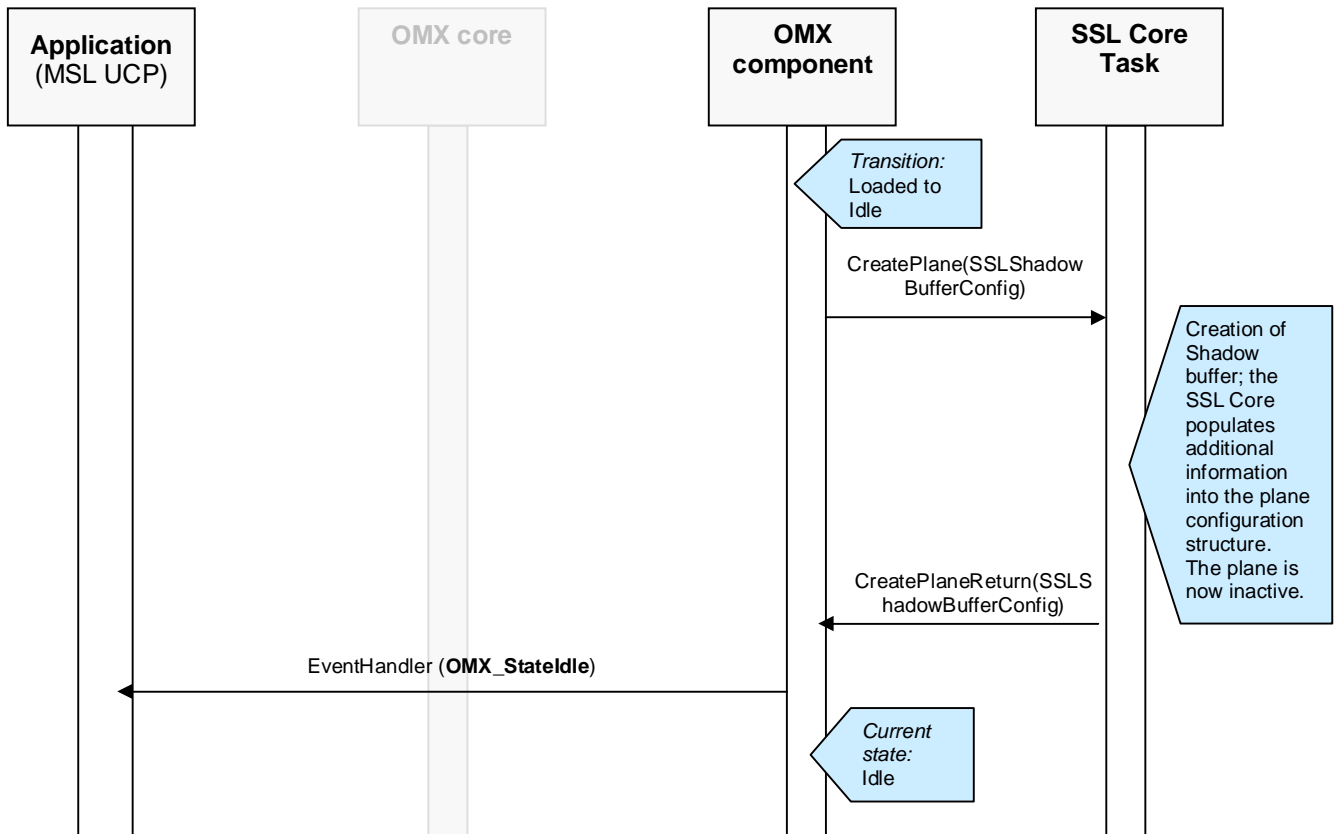 Application
(MSL UCP)
OMX core
OMX
component
SSL Core
Task
Transition:
Loaded to
Idle
CreatePlane(SSLShadow
BufferConfig)
Creation of
Shadow
buffer; the
SSL Core
populates
additional
information
into the plane
configuration
structure.
The plane is
now inactive.
CreatePlaneReturn(SSLS
hadowBufferConfig)
EventHandler (OMX_StateIdle)
Current
state:
Idle